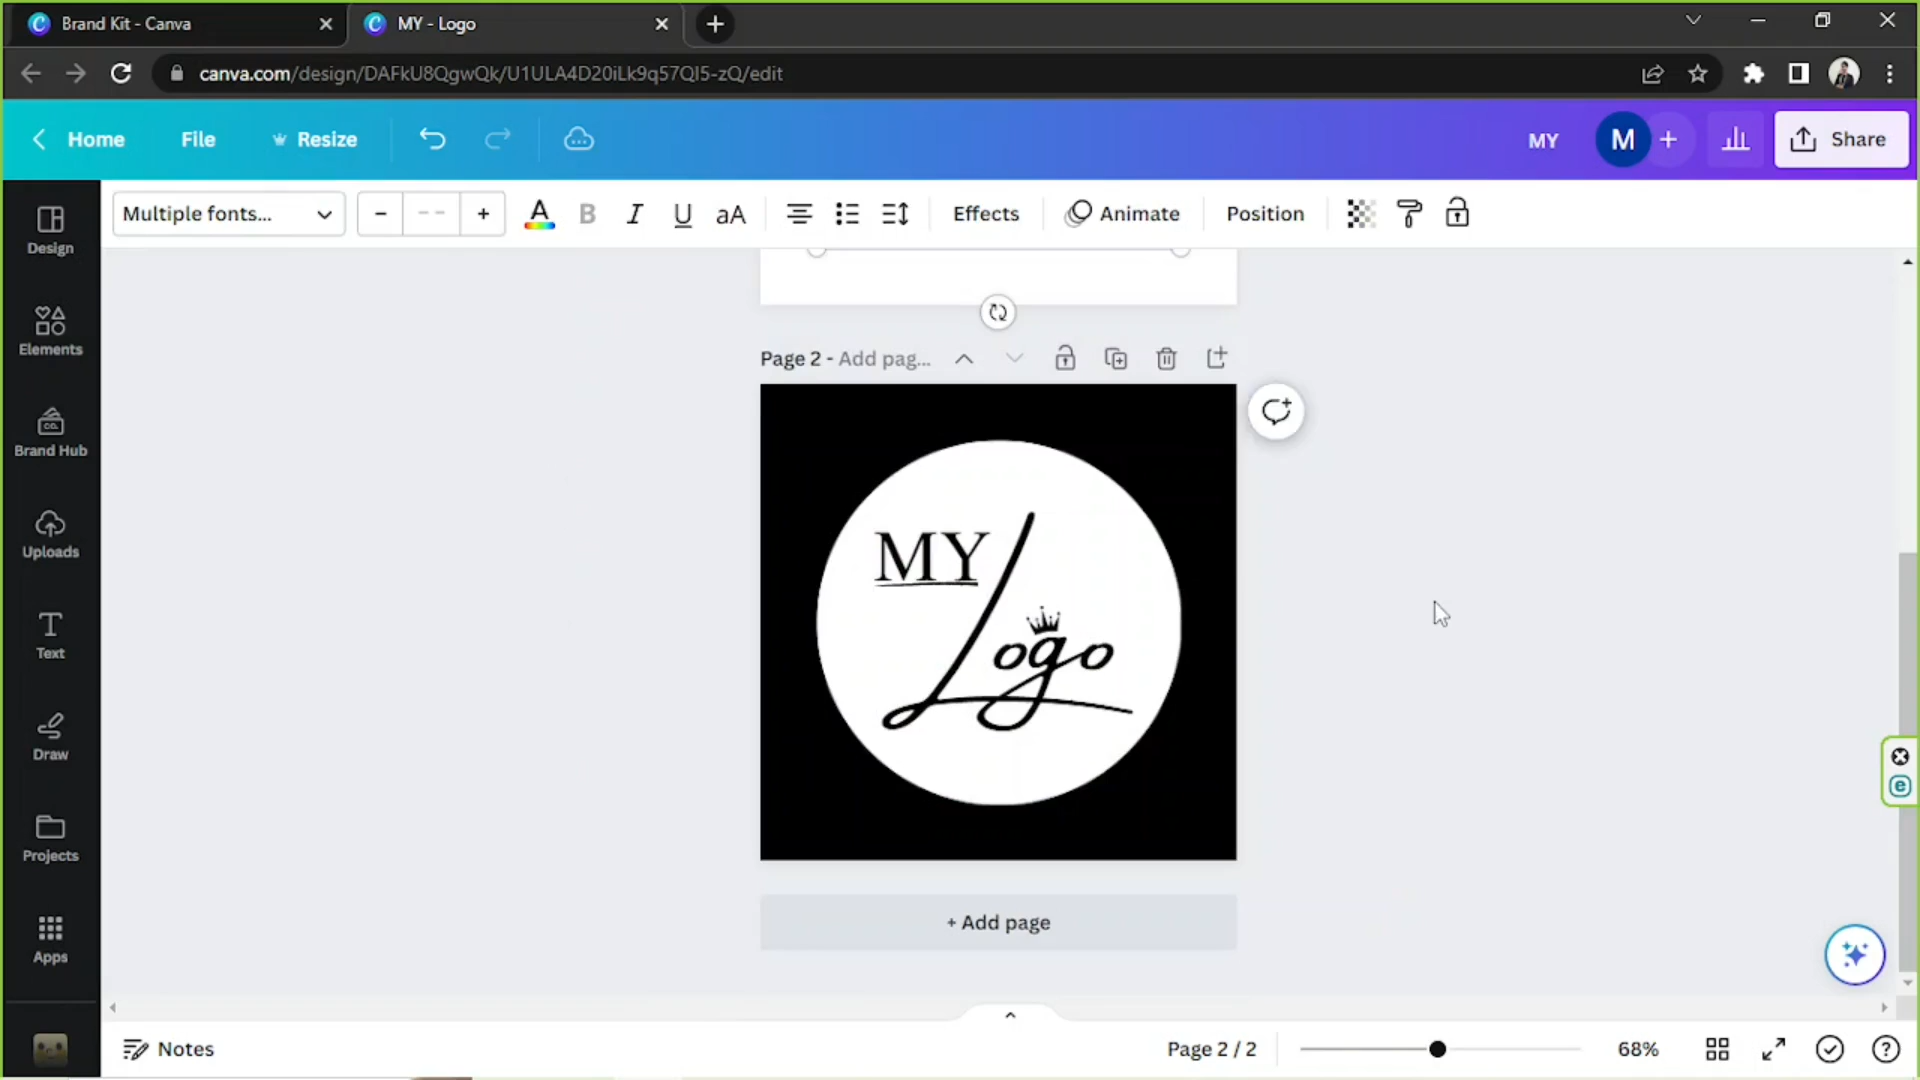 Brand Kit - Canva
MY - Logo
canva.com/design/DAFkU8QgwQk/U1ULA4D20iLk9q57QI5-zQ/edit
Home
File
Resize
MY
M
Share
Multiple fonts...
A
B
I
U
aA
Effects
Animate
Position
Design
Elements
CO.
Brand Hub
Uploads
Text
Draw
Projects
Apps
Page 2 - Add pag...
MY
Logo
+ Add page
Notes
Page 2 / 2
68%